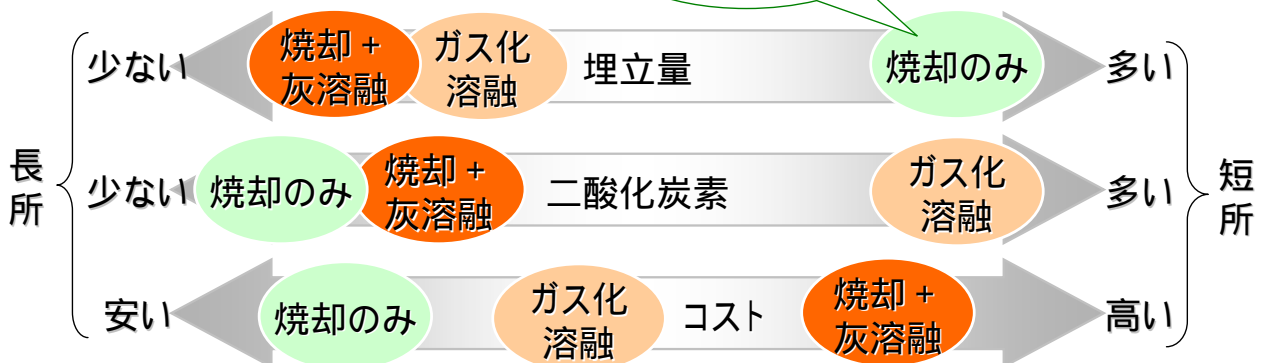 長所
少ない
焼却+
灰溶融
ガス化
溶融
埋立量
焼却のみ
多い
少ない
焼却のみ
焼却+
灰溶融
二酸化炭素
ガス化
溶融
多い
安い
焼却のみ
ガス化
溶融
コスト
焼却+
灰溶融
高い
短所